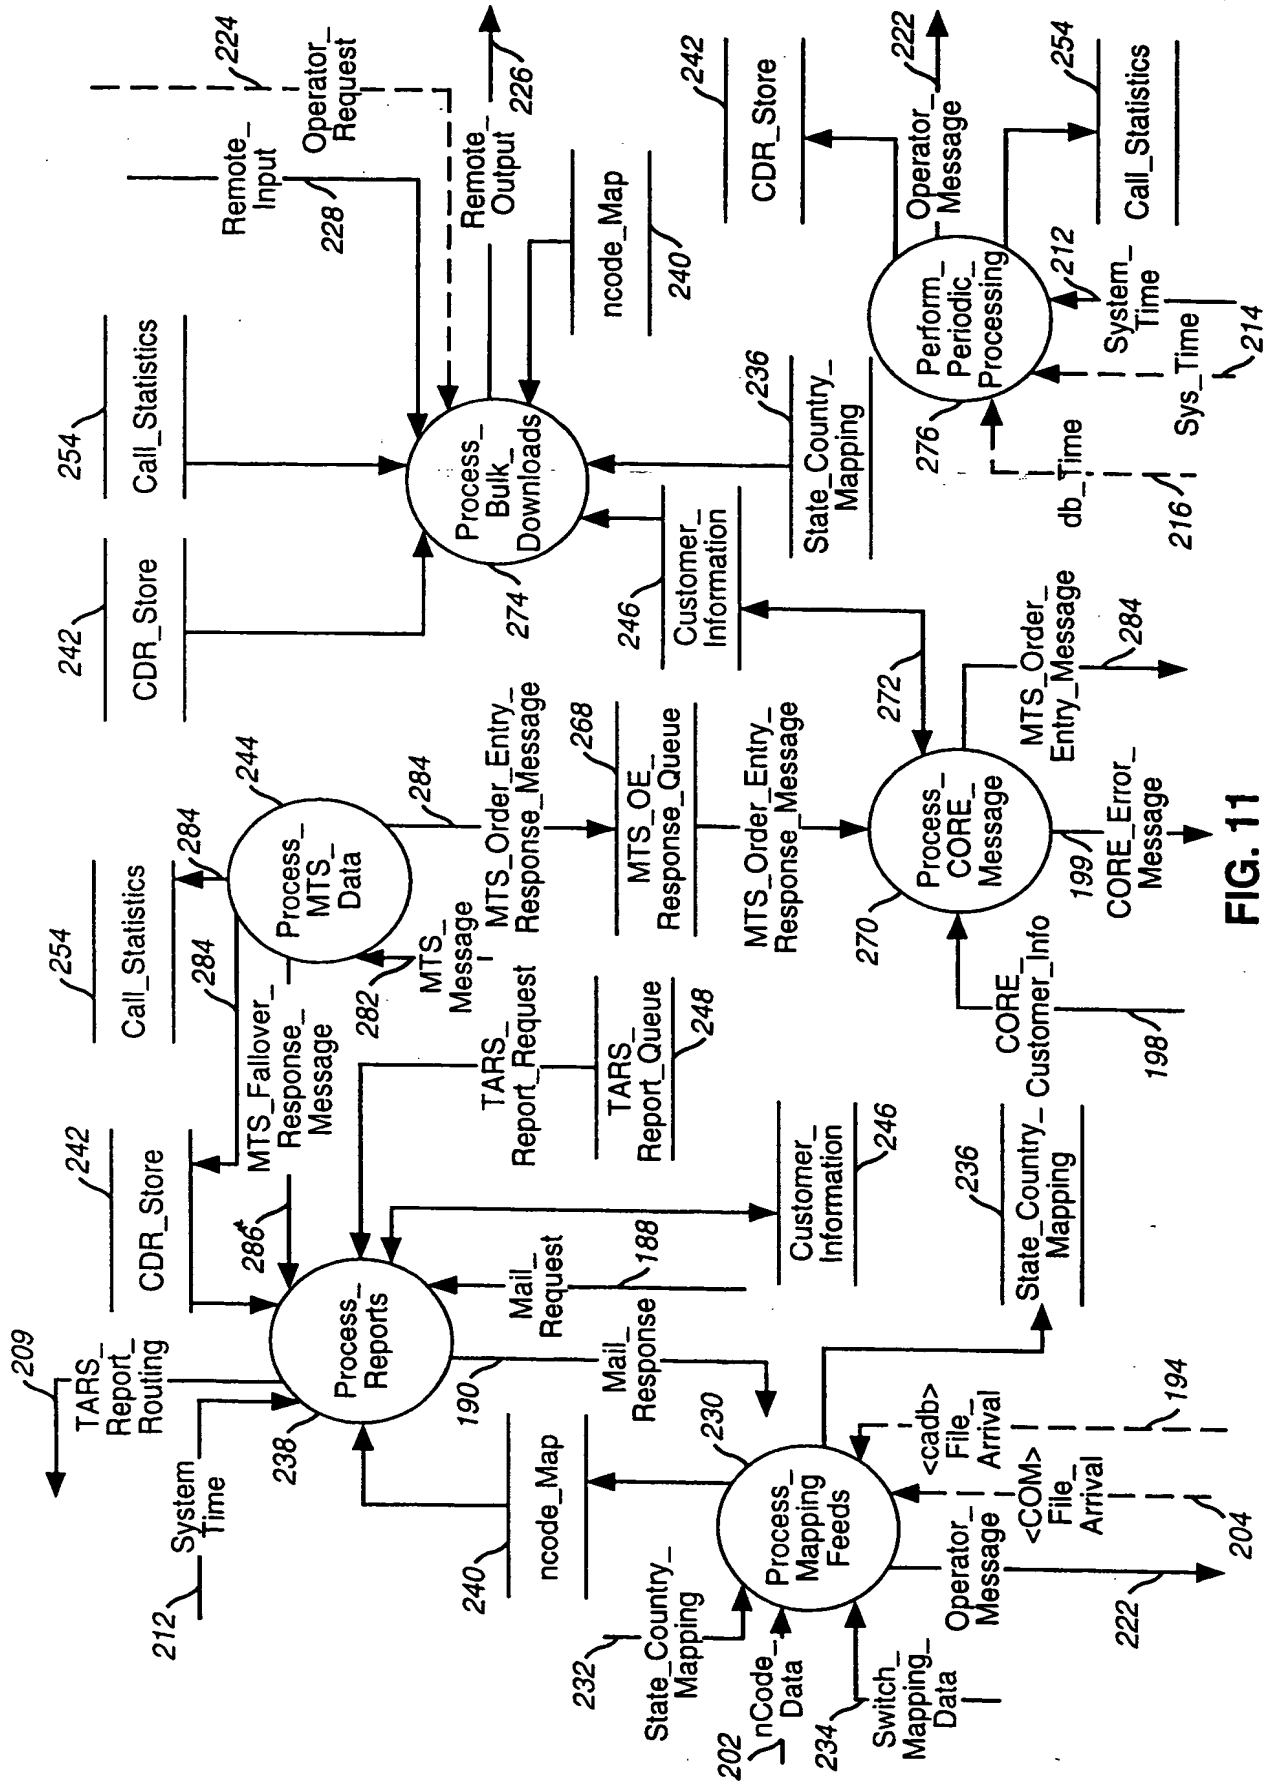 212
System
Time
209
TARS_
Report_
Routing
242
CDR_Store
254
Call_Statistics
284
284
244
Process_
MTS_
Data
MTS_Fallover_
Response_
Message
286
238
Process_
Reports
282
MTS_
Message
284
MTS_Order_Entry_
Response_Message
268
MTS_OE_
Response_Queue
MTS_Order_Entry_
Response_Message
TARS_
Report_Request
TARS_
Report_Queue
248
190
Mail_
Response
Mail_
Request
188
Customer_
Information
246
240
ncode_Map
232
State_Country_
Mapping
202
nCode_
Data
234
Switch_
Mapping_
Data
230
Process_
Mapping_
Feeds
Operator_
Message
222
<COM>
File_
Arrival
204
<cadb>
File_
Arrival
194
236
State_Country_
Mapping
242
CDR_Store
254
Call_Statistics
Remote_
Input
228
224
Operator_
Request
Process_
Bulk_
Downloads
274
Remote_
Output
226
ncode_Map
240
246
Customer_
Information
236
State_Country_
Mapping
272
270
Process_
CORE_
Message
CORE_
Customer_Info
198
199
CORE_Error_
Message
MTS_Order_
Entry_Message
284
276
Perform_
Periodic_
Processing
242
CDR_Store
Operator_
Message
222
254
Call_Statistics
212
System_
Time
Sys_Time
214
db_Time
216
FIG. 11